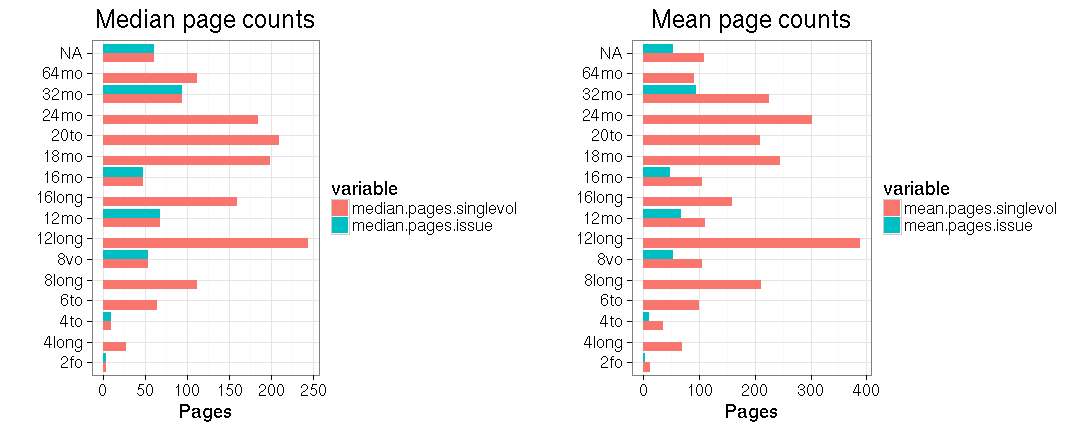 Median page counts
NA
64mo
32mo
24mo
20to
18mo
16mo
16long
12mo
12long
8vo
8long
6to
4to
4long
2fo
0 50 100 150 200 250
Pages
variable
median.pages.singlevol
median.pages.issue
Mean page counts
NA
64mo
32mo
24mo
20to
18mo
16mo
16long
12mo
12long
8vo
8long
6to
4to
4long
2fo
0 100 200 300 400
Pages
variable
mean.pages.singlevol
mean.pages.issue